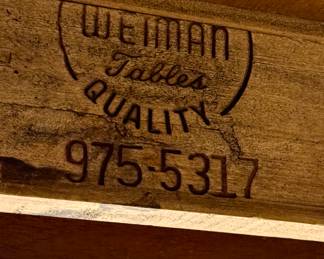 WEIMAN
Tables
QUALITY
975-5317